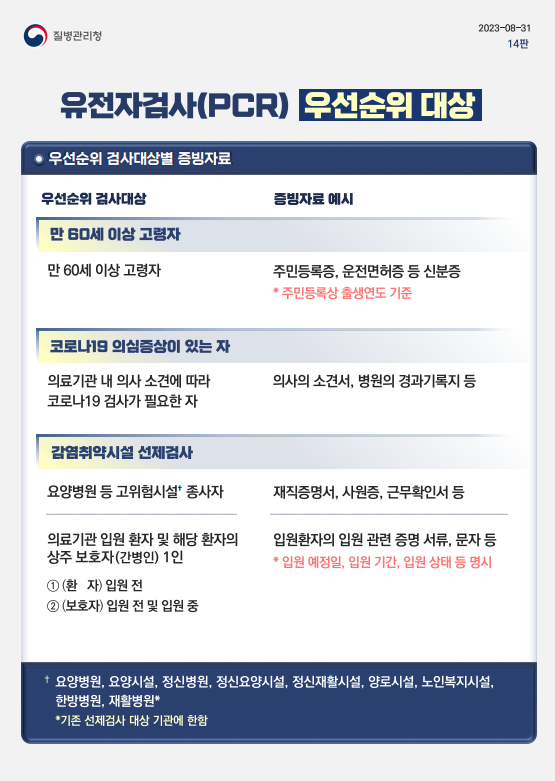 질병관리청
2023-08-31
14판
유전자검사(PCR) 우선순위 대상
우선순위 검사대상별 증빙자료
우선순위 검사대상
증빙자료 예시
만 60세 이상 고령자
만 60세 이상 고령자
주민등록증, 운전면허증 등 신분증
* 주민등록상 출생연도 기준
코로나19 의심증상이 있는 자
의료기관 내 의사 소견에 따라
코로나19 검사가 필요한 자
의사의 소견서, 병원의 경과기록지 등
감염취약시설 선제검사
요양병원 등 고위험시설† 종사자
재직증명서, 사원증, 근무확인서 등
의료기관 입원 환자 및 해당 환자의
상주 보호자(간병인) 1인
① (환 자) 입원 전
② (보호자) 입원 전 및 입원 중
입원환자의 입원 관련 증명 서류, 문자 등
* 입원 예정일, 입원 기간, 입원 상태 등 명시
† 요양병원, 요양시설, 정신병원, 정신요양시설, 정신재활시설, 양로시설, 노인복지시설,
한방병원, 재활병원*
*기존 선제검사 대상 기관에 한함